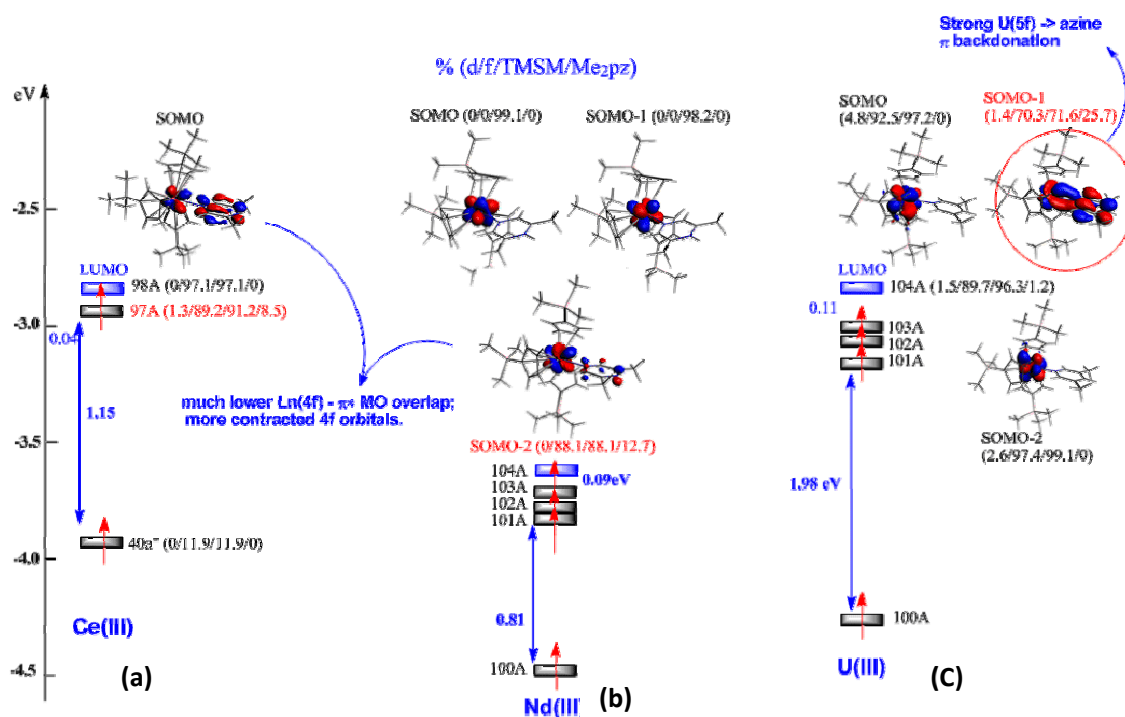 Strong U(5f) -> azine
π backdonation
% (d/f/TMSM/Me₂pz)
eV
SOMO
SOMO (0/0/99.1/0)
SOMO-1 (0/0/98.2/0)
SOMO
(4.8/92.5/97.2/0)
SOMO-1
(1.4/70.3/71.6/25.7)
-2.5
-3.0
-3.5
-4.0
-4.5
LUMO
98A (0/97.1/97.1/0)
97A (1.3/89.2/91.2/8.5)
0.04
1.15
40a" (0/11.9/11.9/0)
Ce(III)
(a)
much lower Ln(4f) - π* MO overlap;
more contracted 4f orbitals.
SOMO-2 (0/88.1/88.1/12.7)
104A
103A
102A
101A
0.09eV
0.81
100A
Nd(III)
(b)
LUMO
104A (1.5/89.7/96.3/1.2)
0.11
103A
102A
101A
SOMO-2
(2.6/97.4/99.1/0)
1.98 eV
100A
U(III)
(C)